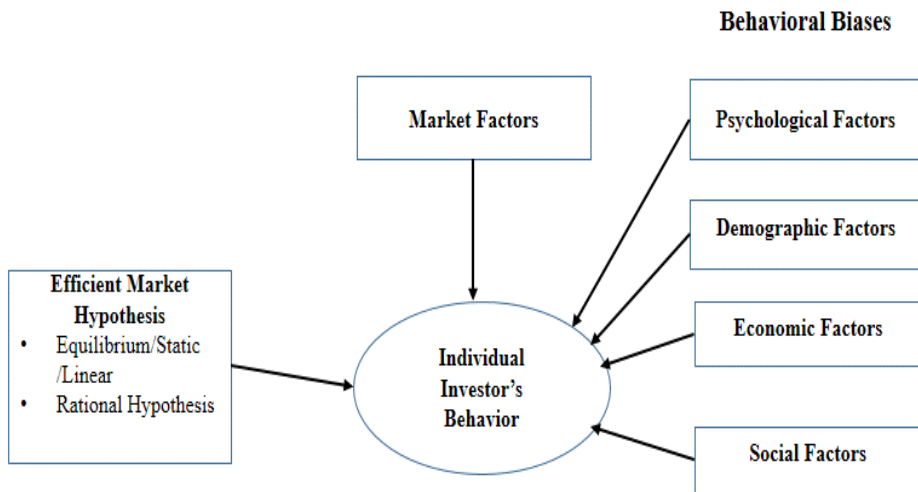 Behavioral Biases
Market Factors
Psychological Factors
Demographic Factors
Efficient Market
Hypothesis
• Equilibrium/Static
/Linear
• Rational Hypothesis
Individual
Investor's
Behavior
Economic Factors
Social Factors